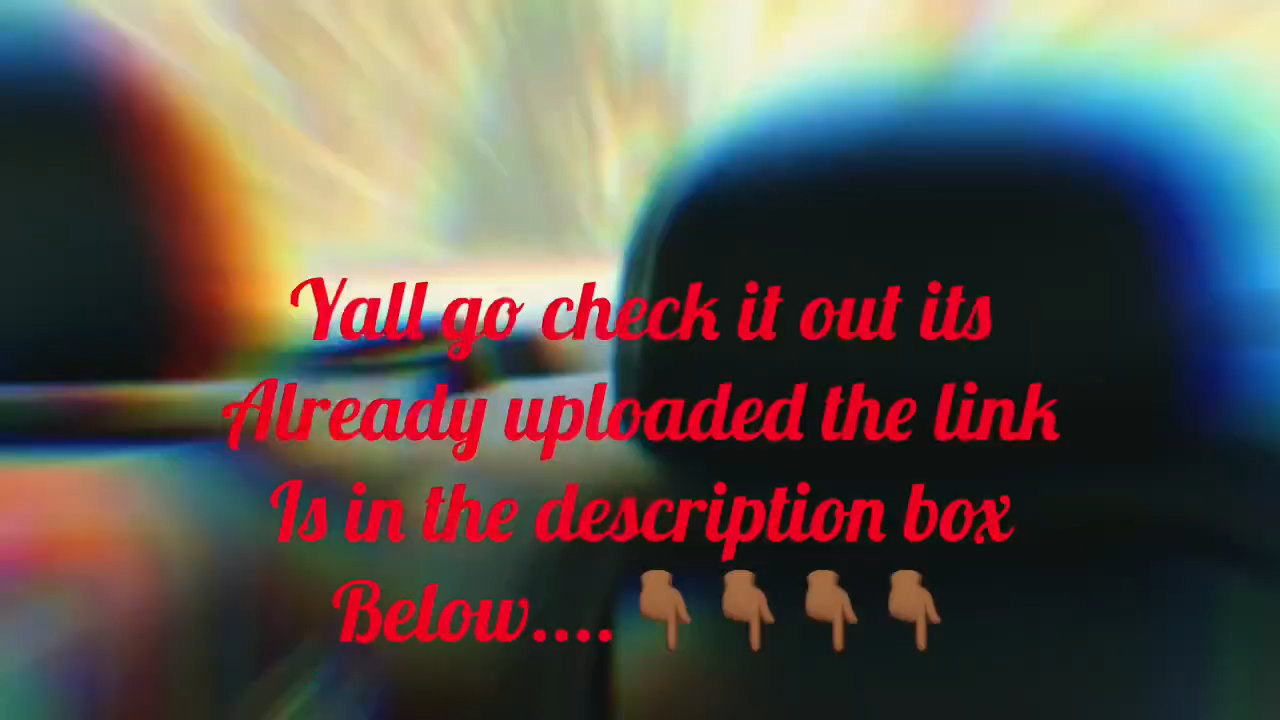 Yall go check it out its
Already uploaded the link
Is in the description box
Below.... 👇🏾👇🏾👇🏾👇🏾